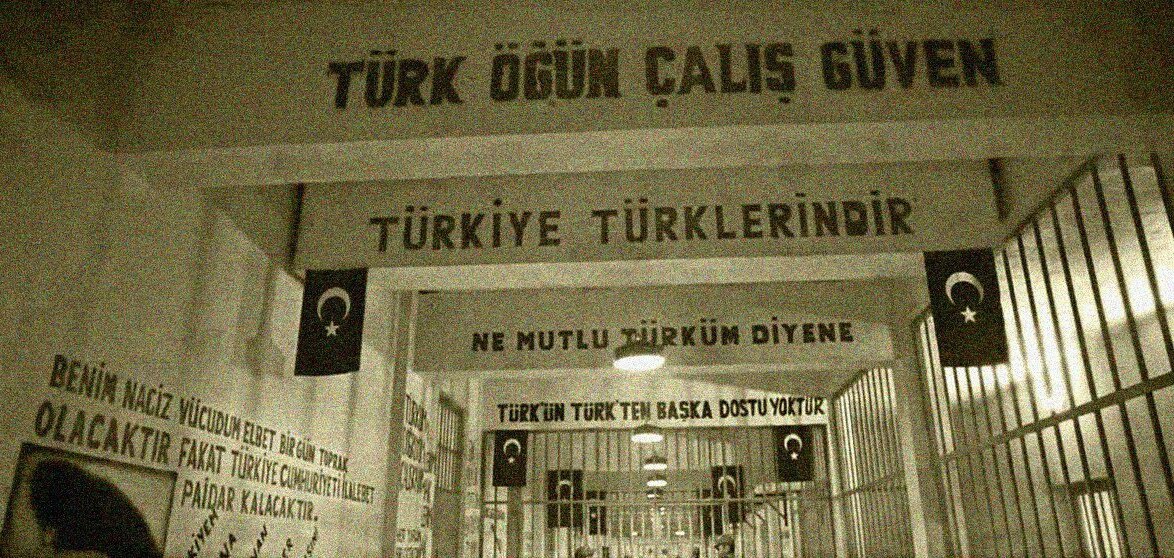 TÜRK ÖĞÜN ÇALIŞ GÜVEN
TÜRKİYE TÜRKLERİNDİR
NE MUTLU TÜRKÜM DİYENE
TÜRK'ÜN TÜRK'TEN BAŞKA DOSTU YOKTUR
BENİM NACİZ VÜCUDUM ELBET BİR GÜN TOPRAK
OLACAKTIR FAKAT TÜRKİYE CUMHURİYETİ İLELEBET
PAİDAR KALACAKTIR.